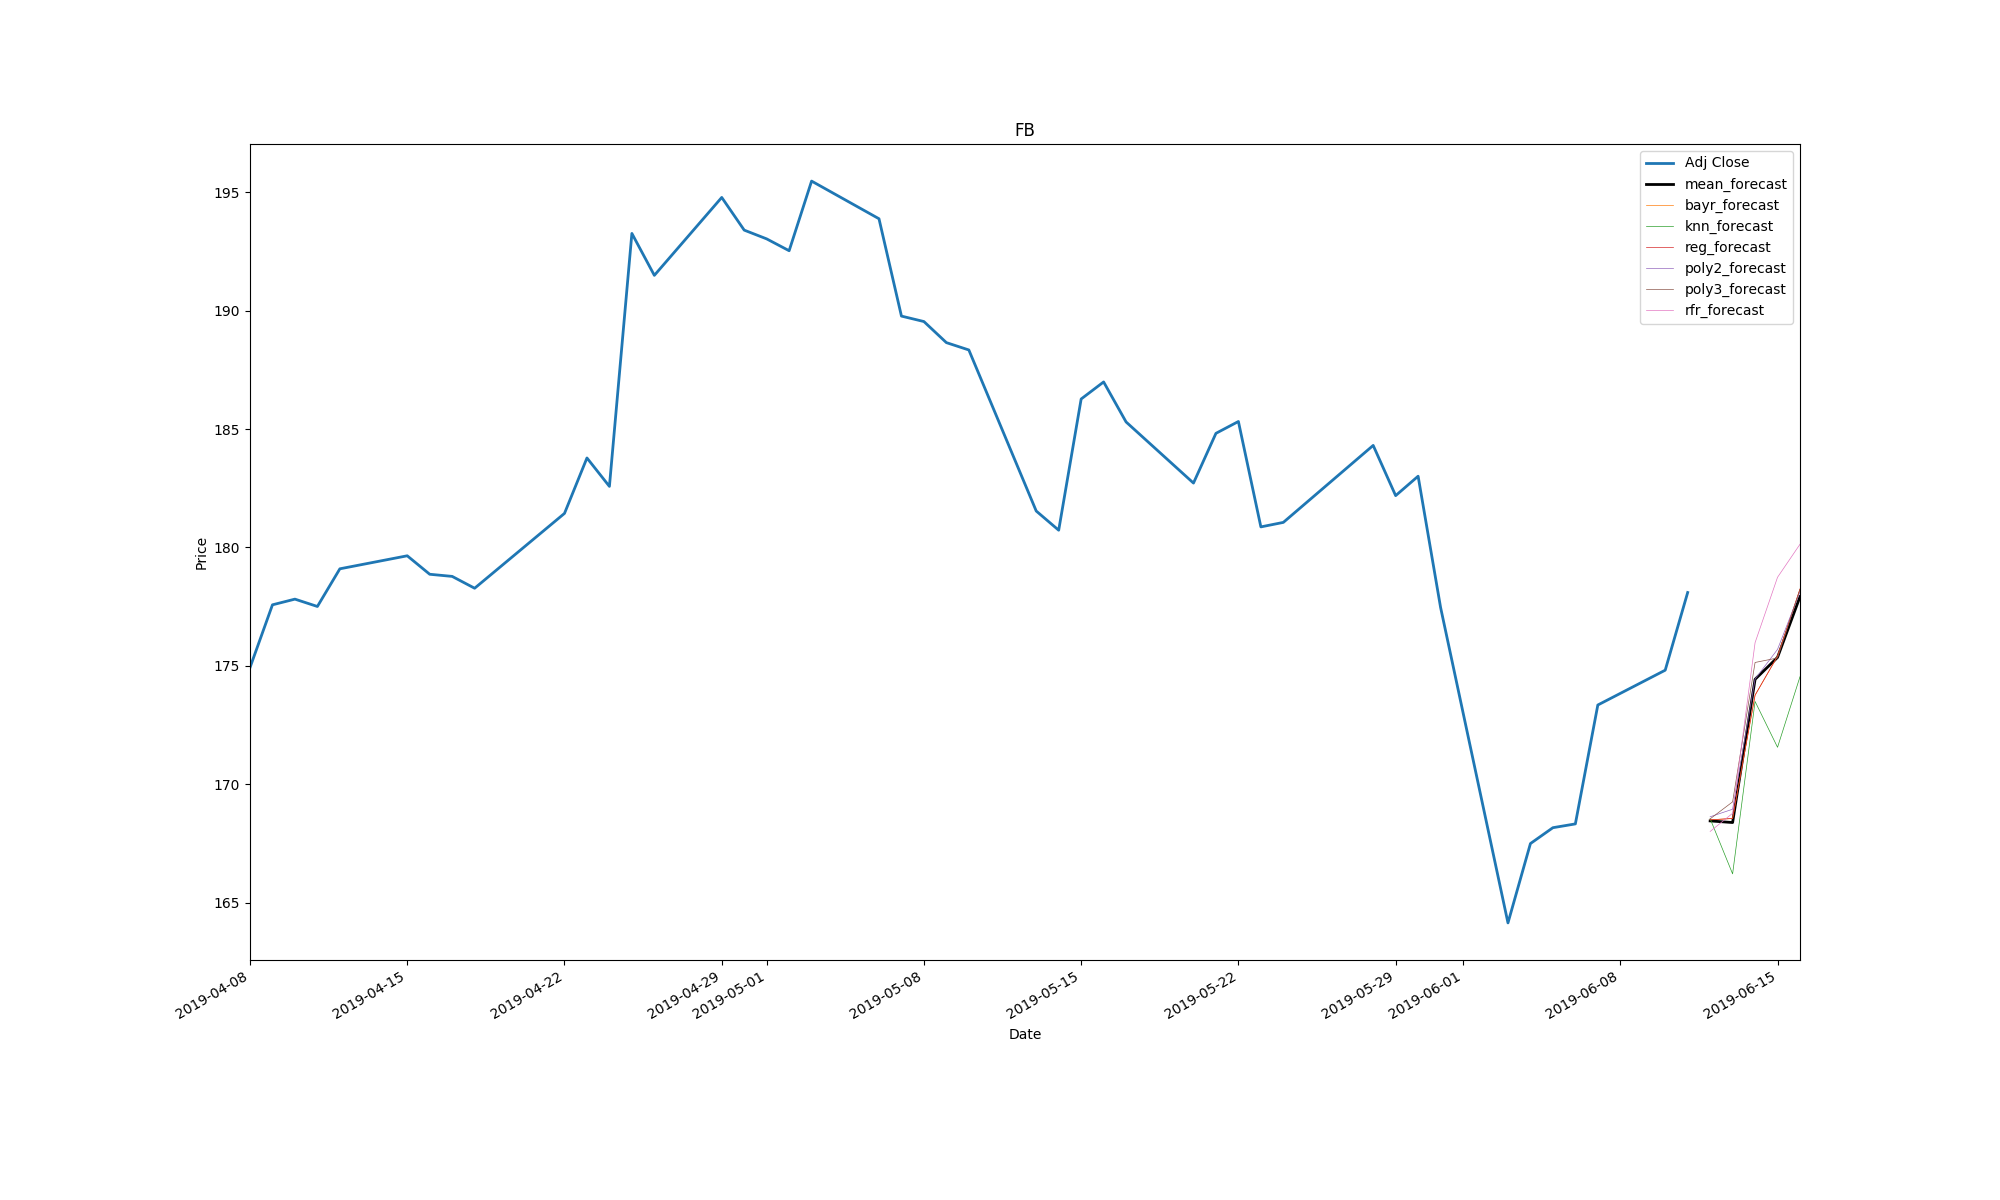 FB
Adj Close
mean_forecast
bayr_forecast
knn_forecast
reg_forecast
poly2_forecast
poly3_forecast
rfr_forecast
195
190
185
180
175
170
165
Price
2019-04-08
2019-04-15
2019-04-22
2019-04-29
2019-05-01
2019-05-08
2019-05-15
2019-05-22
2019-05-29
2019-06-01
2019-06-08
2019-06-15
Date